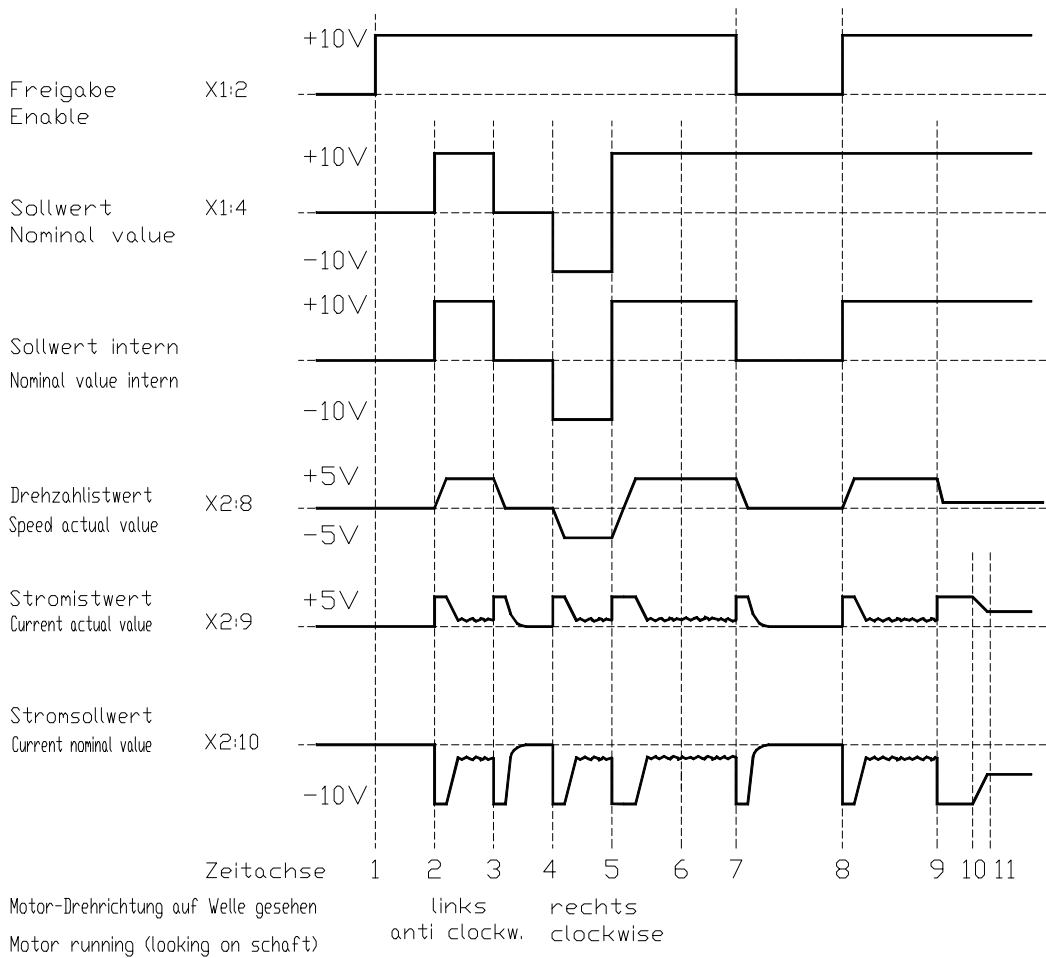 +10V
Freigabe X1:2
Enable
+10V
Sollwert X1:4
Nominal value
-10V
+10V
Sollwert intern
Nominal value intern
-10V
+5V
Drehzahlistwert X2:8
Speed actual value
-5V
Stromistwert +5V
Current actual value X2:9
Stromsollwert
Current nominal value X2:10
-10V
Zeitachse 1 2 3 4 5 6 7 8 9 10 11
Motor-Drehrichtung auf Welle gesehen links rechts
anti clockw. clockwise
Motor running (looking on schaft)